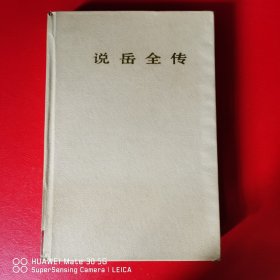 说岳全传
HUAWEI Mate 30 5G
SuperSensing Camera | LEICA